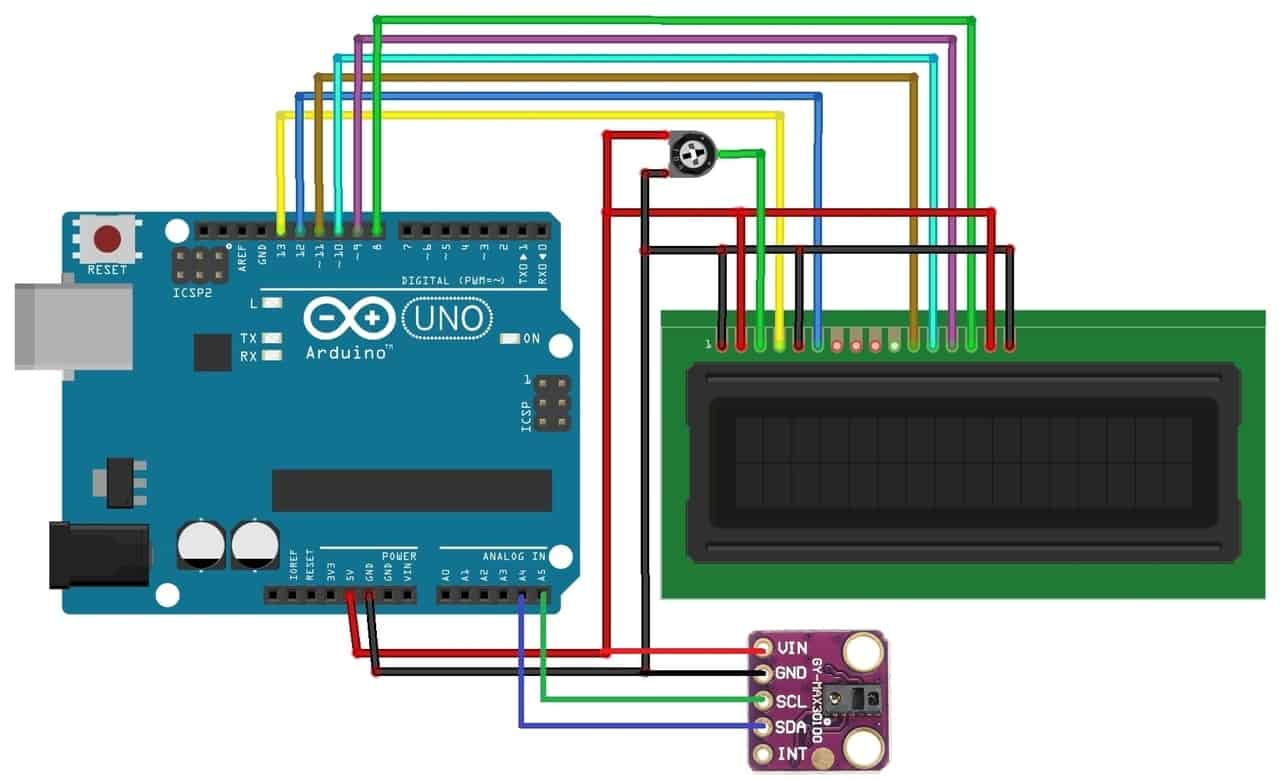 RESET
ICSP2
AREF
GND
13
12
~11
~10
~9
8
7
~6
~5
4
~3
2
TX0 ▶ 1
RX0 ◀ 0
DIGITAL (PWM=~)
L
TX
RX
UNO
ON
Arduino™
1
ICSP
1
IOREF
RESET
3V3
5V
GND
GND
VIN
POWER
ANALOG IN
A0
A1
A2
A3
A4
A5
VIN
GND
SCL
SDA
INT
GY-MAX30100